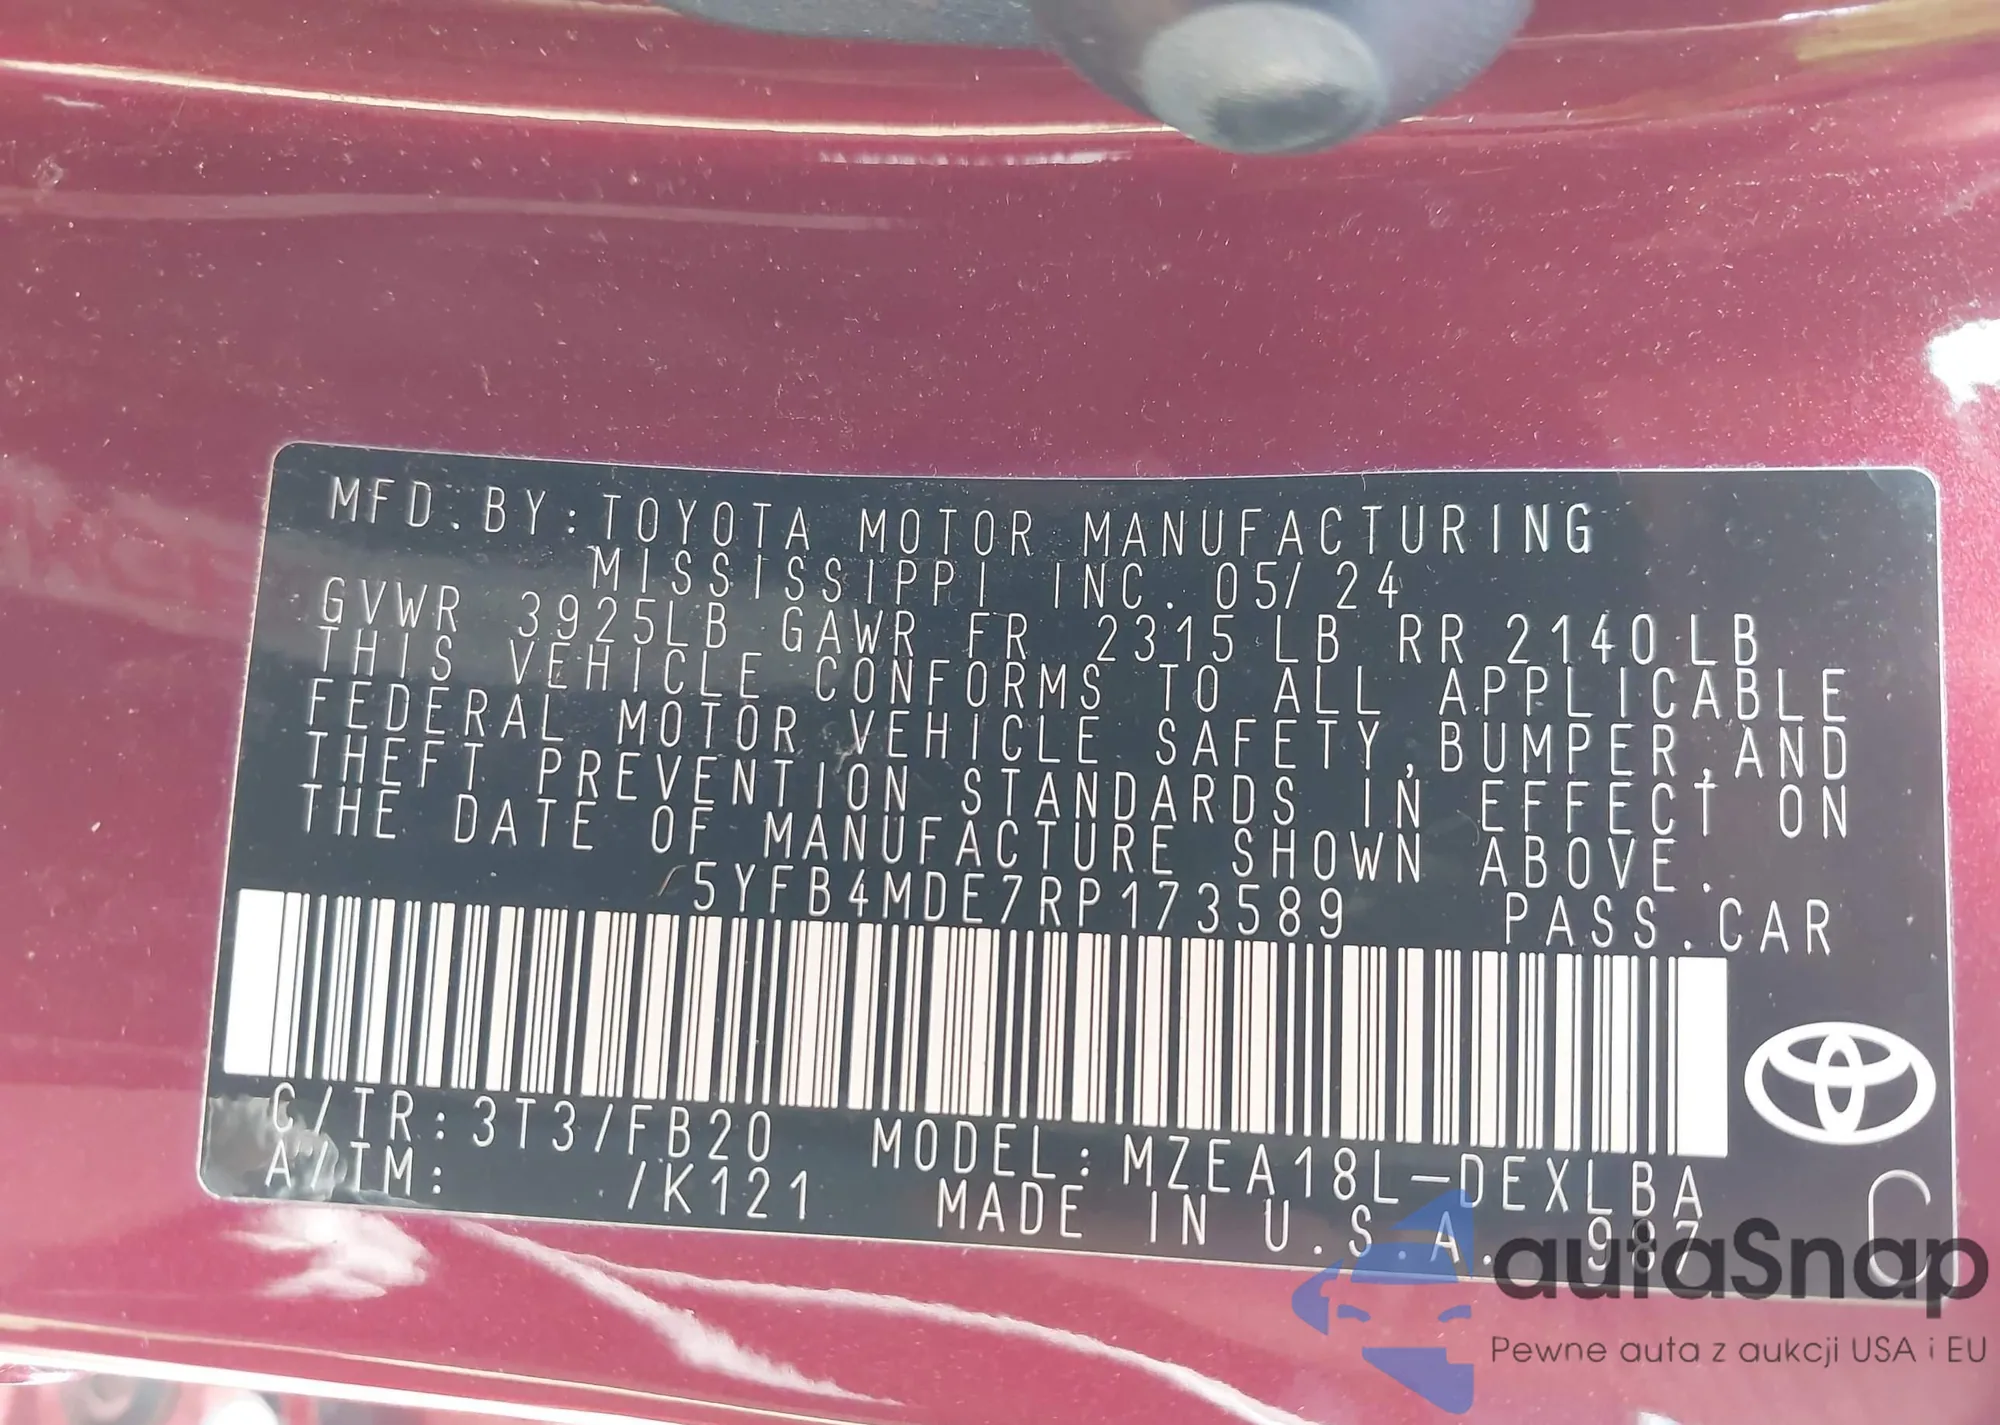 MFD.BY:TOYOTA MOTOR MANUFACTURING
MISSISSIPPI INC. 05/24
GVWR 3925LB GAWR FR 2315LB RR 2140LB
THIS VEHICLE CONFORMS TO ALL APPLICABLE
FEDERAL MOTOR VEHICLE SAFETY,BUMPER,AND
THEFT PREVENTION STANDARDS IN EFFECT ON
THE DATE OF MANUFACTURE SHOWN ABOVE.
5YFB4MDE7RP173589 PASS.CAR
C/TR:3T3/FB20 MODEL:MZEA18L-DEXLBA
A/TM: /K121 MADE IN U.S.A. 987
C
autaSnap
Pewne auta z aukcji USA i EU